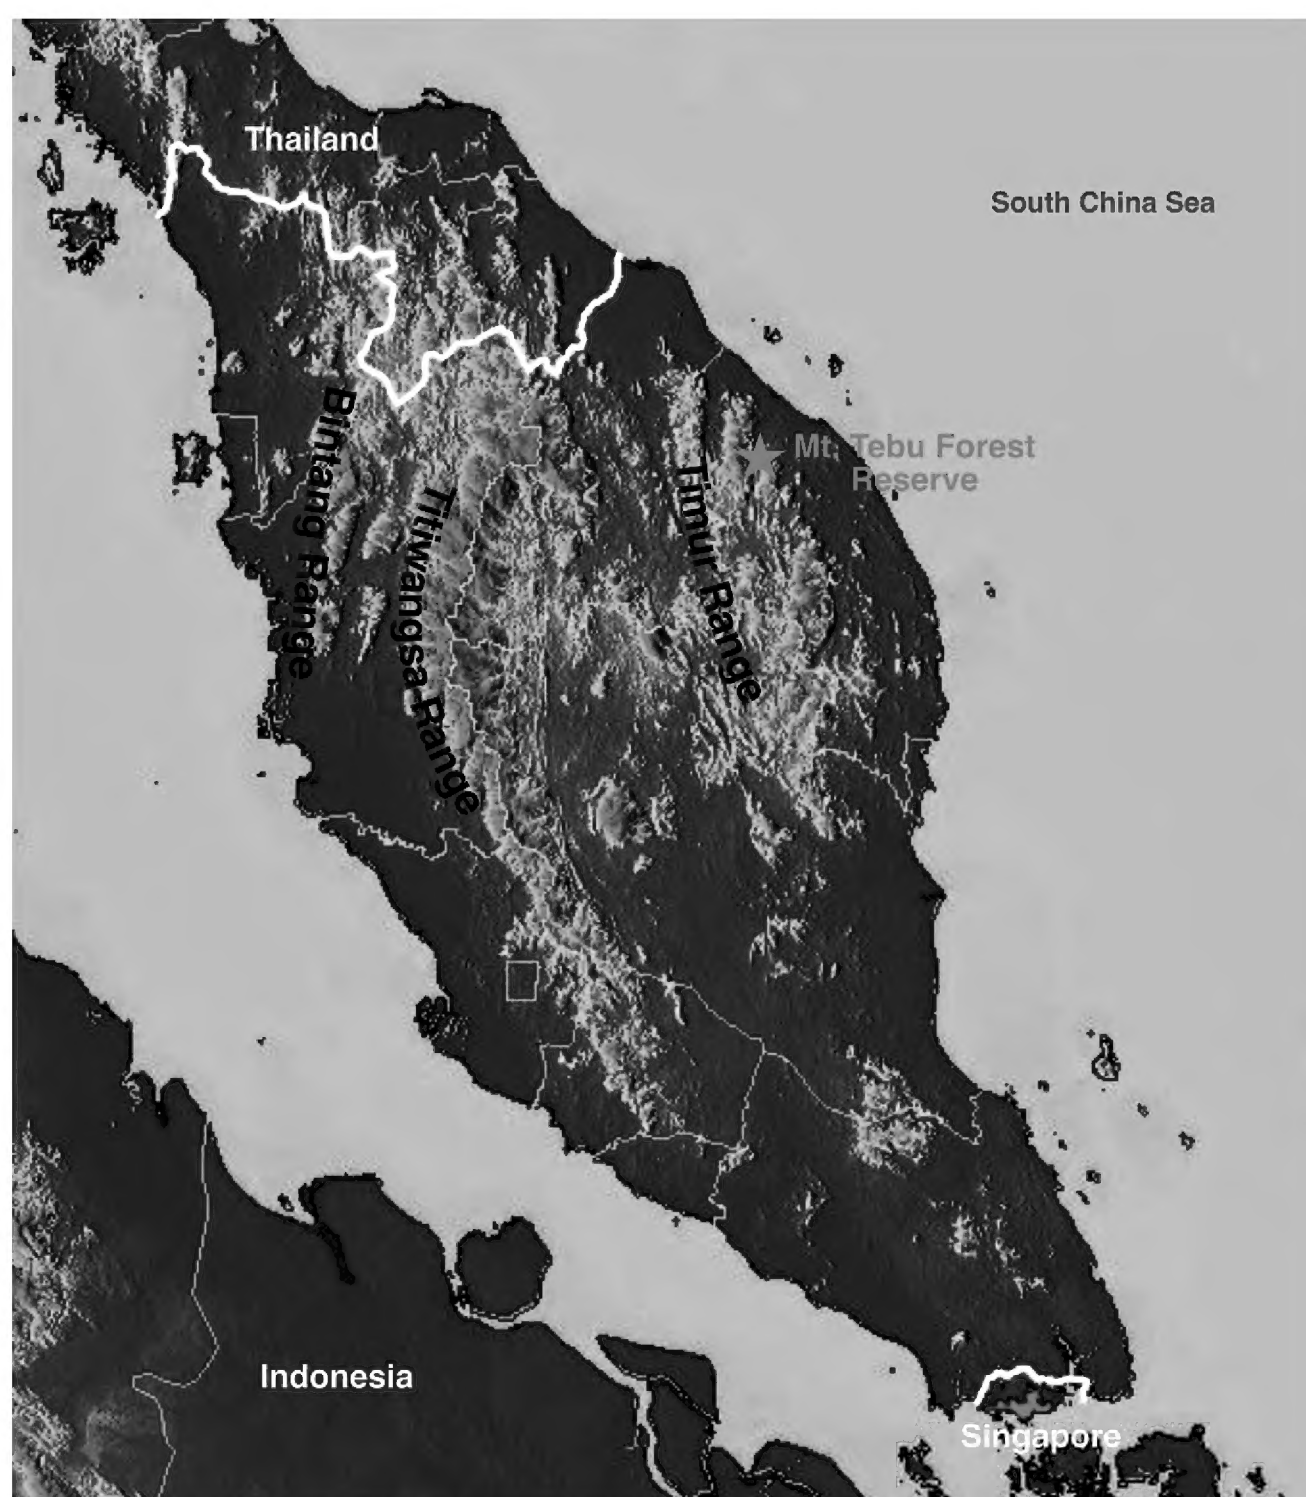 Thailand
South China Sea
Bintang Range
Titiwangsa Range
Timur Range
Mt. Tebu Forest
Reserve
Indonesia
Singapore